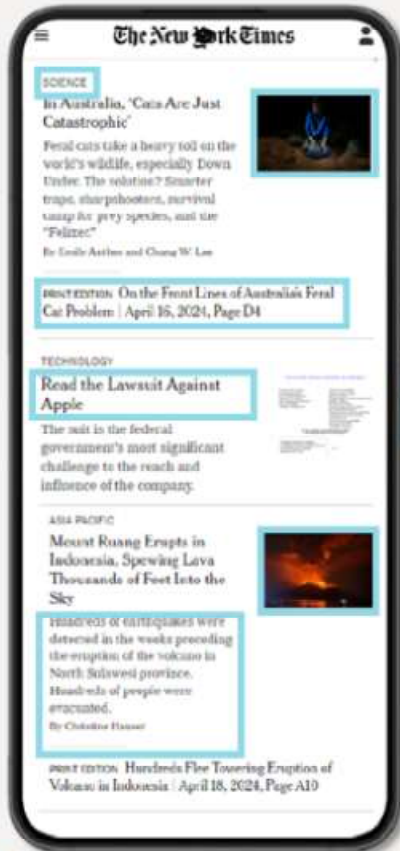 The New York Times
SCIENCE
In Australia, 'Cats Are Just
Catastrophic'
Feral cats take a heavy toll on the
world's wildlife, especially Down
Under. The solution? Smarter
traps, sharpshooters, survival
camp for prey species, and the
"Felixer."
By Emily Anthes and Chang W. Lee
PRINT EDITION On the Front Lines of Australia's Feral
Cat Problem | April 16, 2024, Page D4
TECHNOLOGY
Read the Lawsuit Against
Apple
The suit is the federal
government's most significant
challenge to the reach and
influence of the company.
ASIA PACIFIC
Mount Ruang Erupts in
Indonesia, Spewing Lava
Thousands of Feet Into the
Sky
Hundreds of earthquakes were
detected in the weeks preceding
the eruption of the volcano in
North Sulawesi province.
Hundreds of people were
evacuated.
By Christine Hauser
PRINT EDITION Hundreds Flee Towering Eruption of
Volcano in Indonesia | April 18, 2024, Page A10